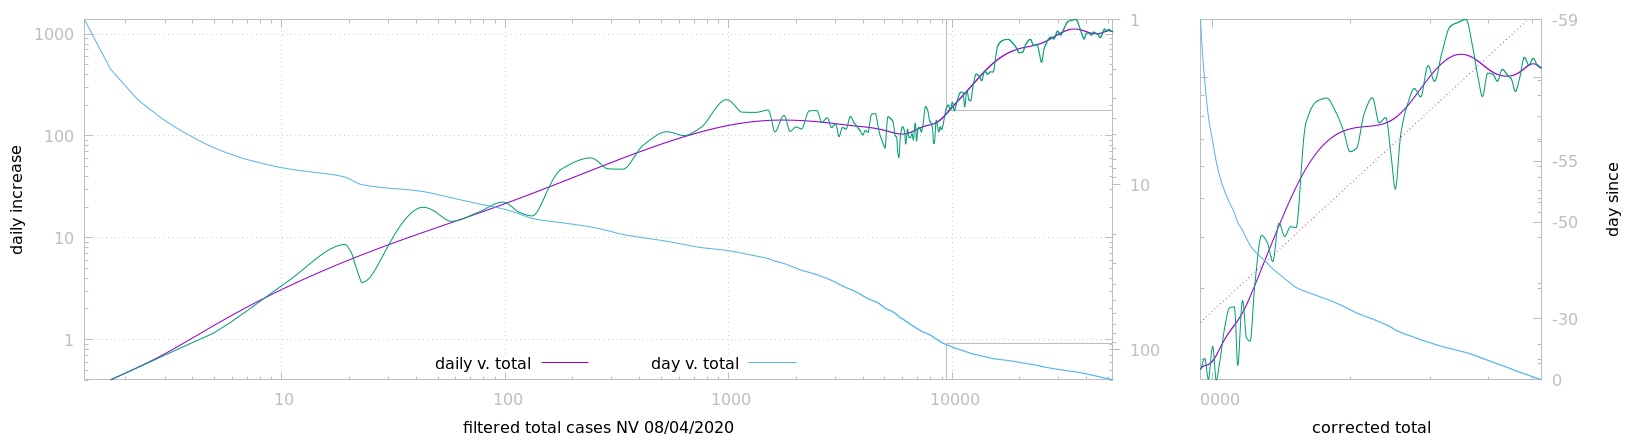 daily increase
1000
100
10
1
daily v. total
day v. total
10
100
1000
10000
filtered total cases NV 08/04/2020
1
10
100
0000
corrected total
-59
-55
-50
-30
0
day since